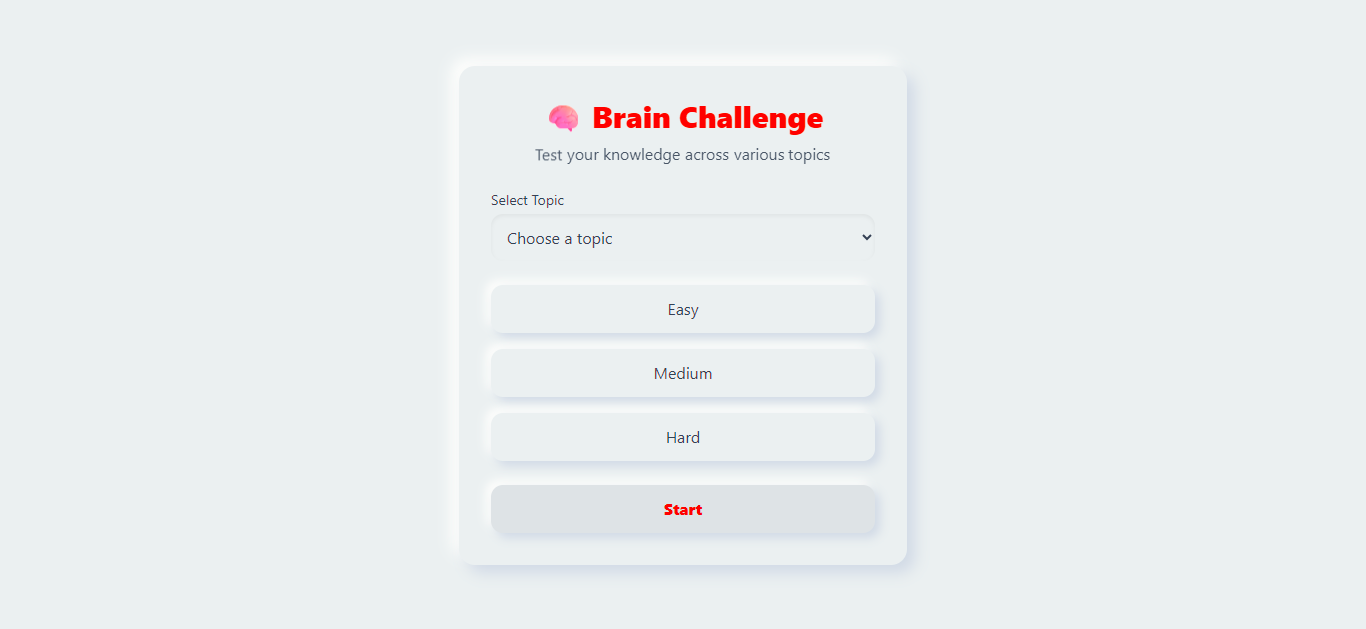 🧠 Brain Challenge
Test your knowledge across various topics
Select Topic
Choose a topic
Easy
Medium
Hard
Start